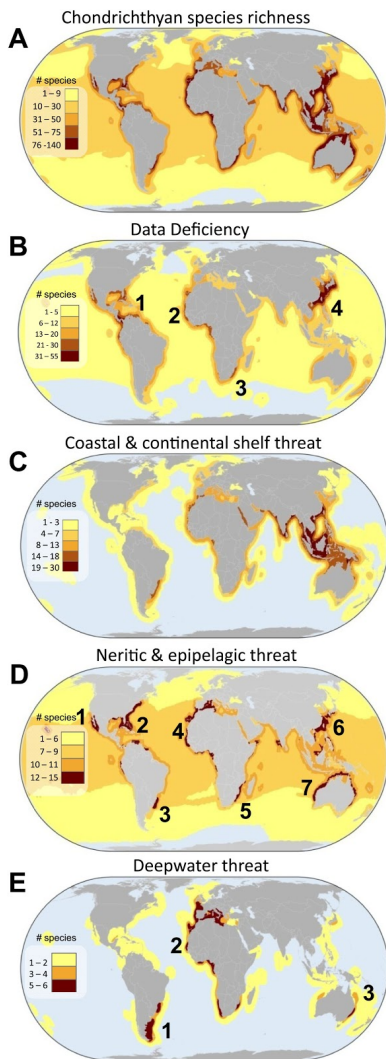 Chondrichthyan species richness
A
# species
1 – 9
10 – 30
31 – 50
51 – 75
76 -140
Data Deficiency
B
# species
1 - 5
6 – 12
13 – 20
21 - 30
31 – 55
1
2
3
4
Coastal & continental shelf threat
C
# species
1 - 3
4 – 7
8 – 13
14 – 18
19 – 30
Neritic & epipelagic threat
D
# species
1 – 6
7 – 9
10 – 11
12 – 15
1
2
3
4
5
6
7
Deepwater threat
E
# species
1 – 2
3 – 4
5 – 6
1
2
3